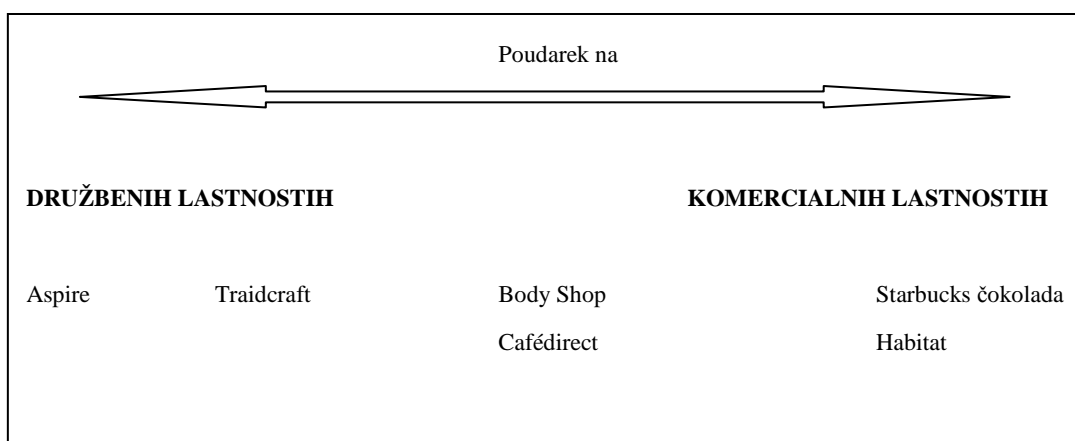 Poudarek na
DRUŽBENIH LASTNOSTIH KOMERCIALNIH LASTNOSTIH
Aspire Traidcraft Body Shop Starbucks čokolada
Cafédirect Habitat